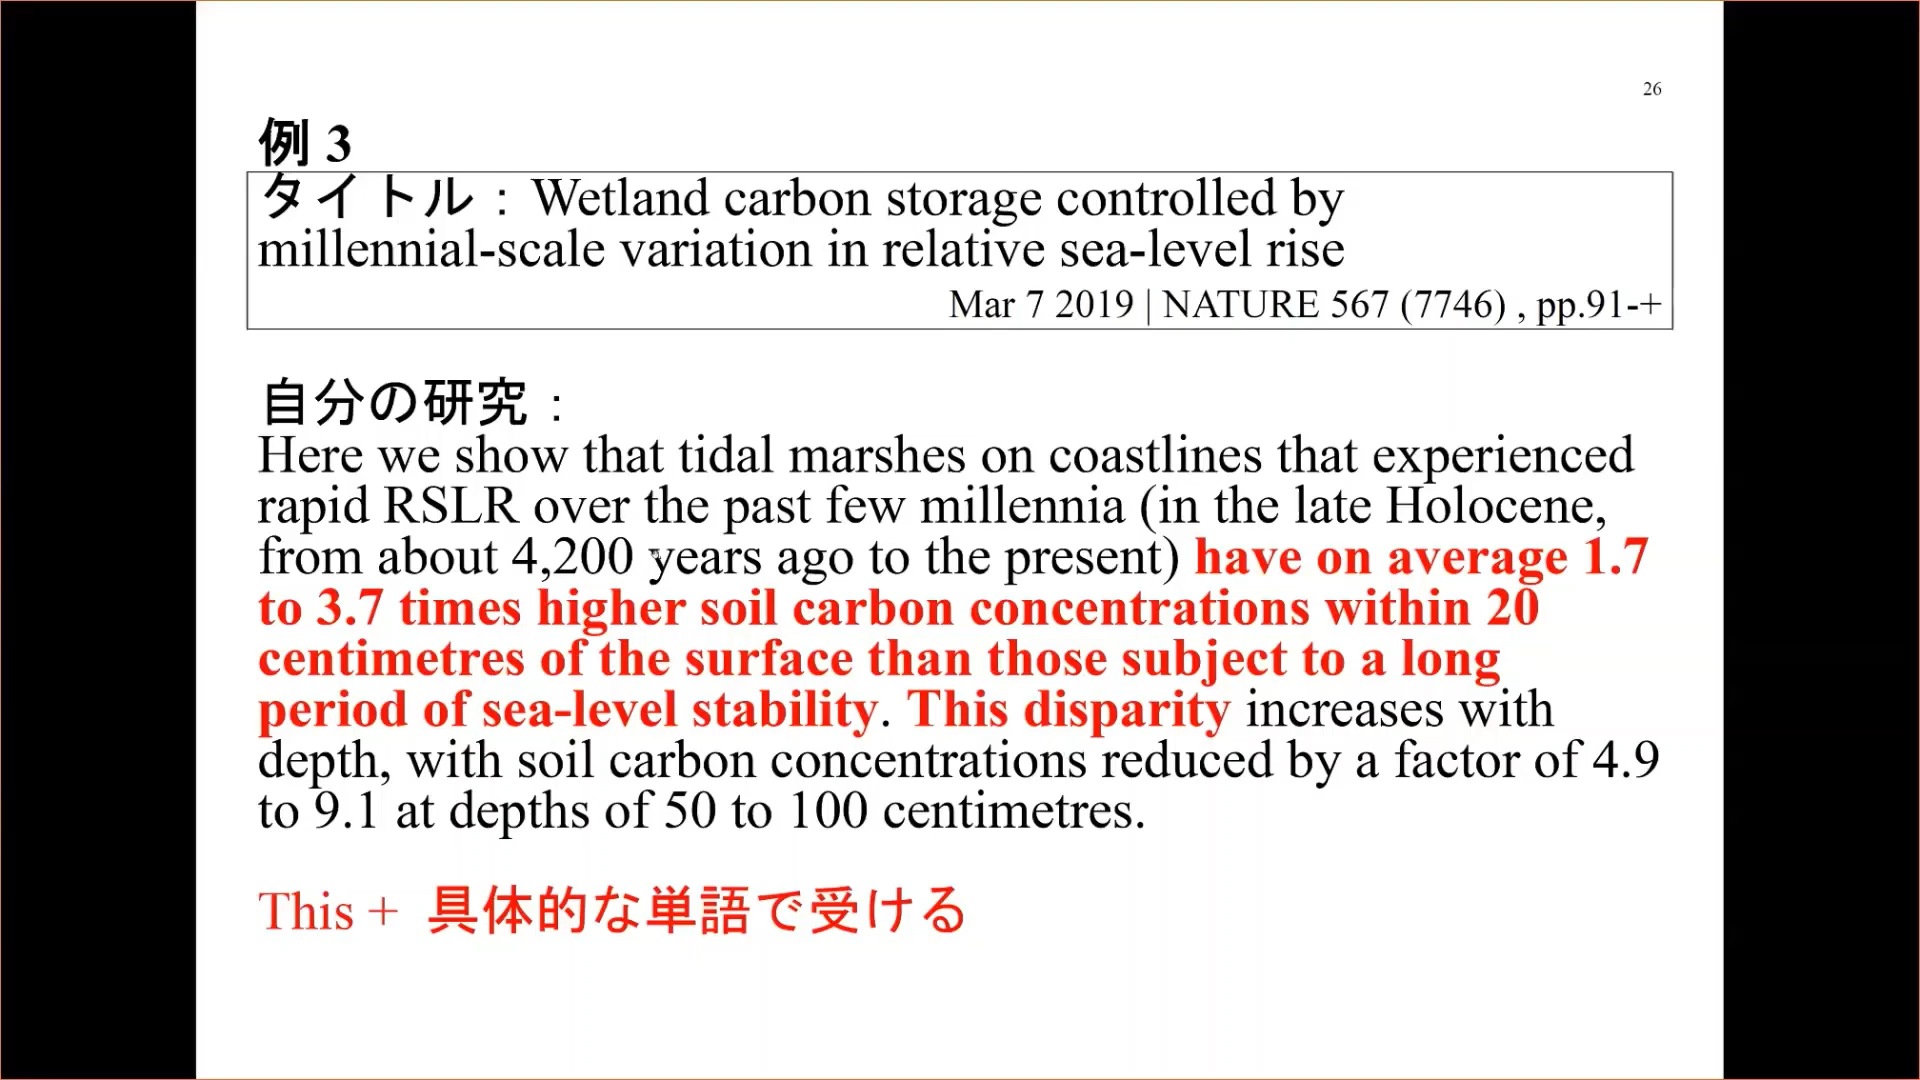 26
例 3
タイトル：Wetland carbon storage controlled by
millennial-scale variation in relative sea-level rise
Mar 7 2019 | NATURE 567 (7746) , pp.91-+
自分の研究：
Here we show that tidal marshes on coastlines that experienced
rapid RSLR over the past few millennia (in the late Holocene,
from about 4,200 years ago to the present) have on average 1.7
to 3.7 times higher soil carbon concentrations within 20
centimetres of the surface than those subject to a long
period of sea-level stability. This disparity increases with
depth, with soil carbon concentrations reduced by a factor of 4.9
to 9.1 at depths of 50 to 100 centimetres.
This + 具体的な単語で受ける